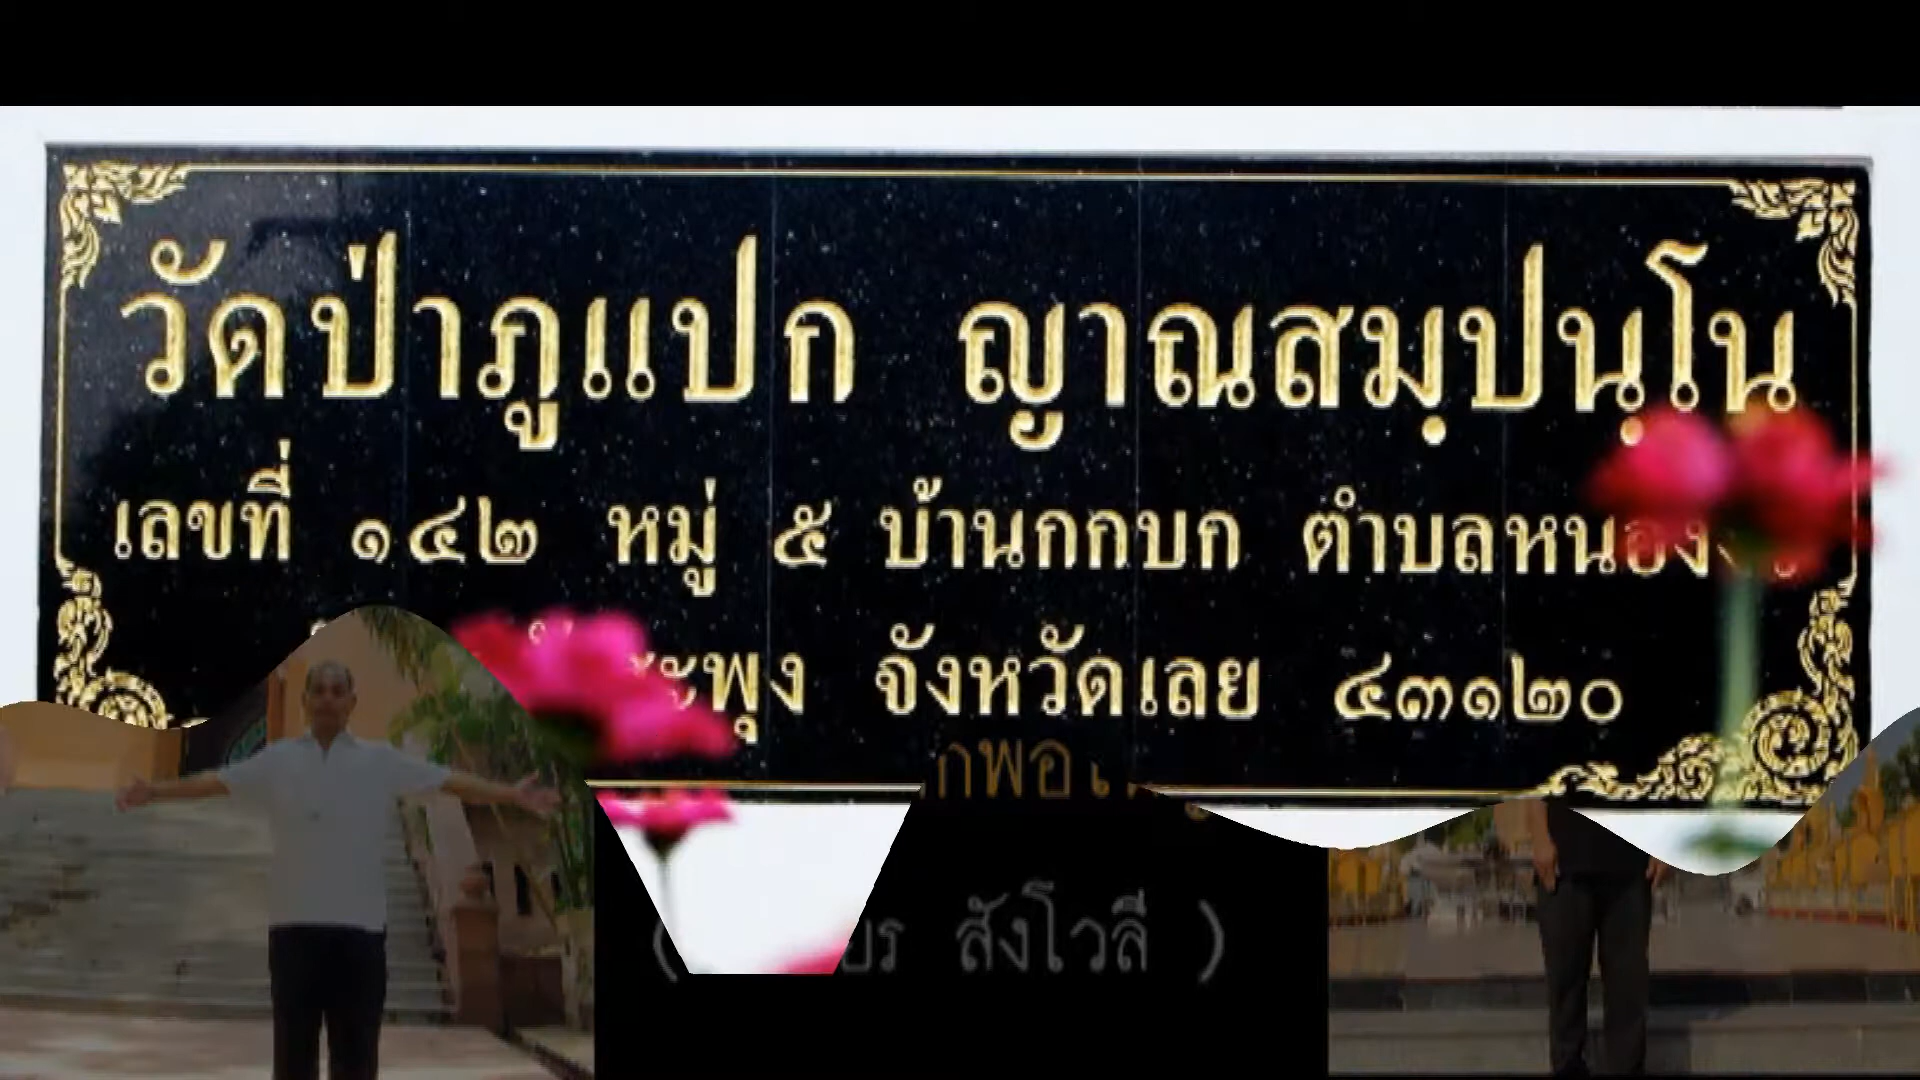 วัดป่าภูแปก ญาณสมฺปนฺโน
เลขที่ ๑๔๒ หมู่ ๕ บ้านกกบก ตำบลหนอง
จังหวัดเลย ๔๓๑๒๐
สังโวลี )